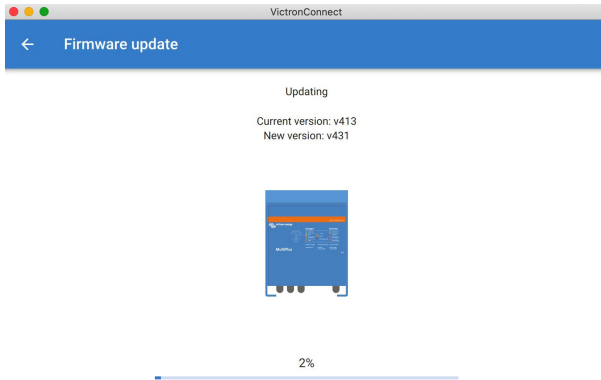 VictronConnect
Firmware update
Updating
Current version: v413
New version: v431
MultiPlus
2%